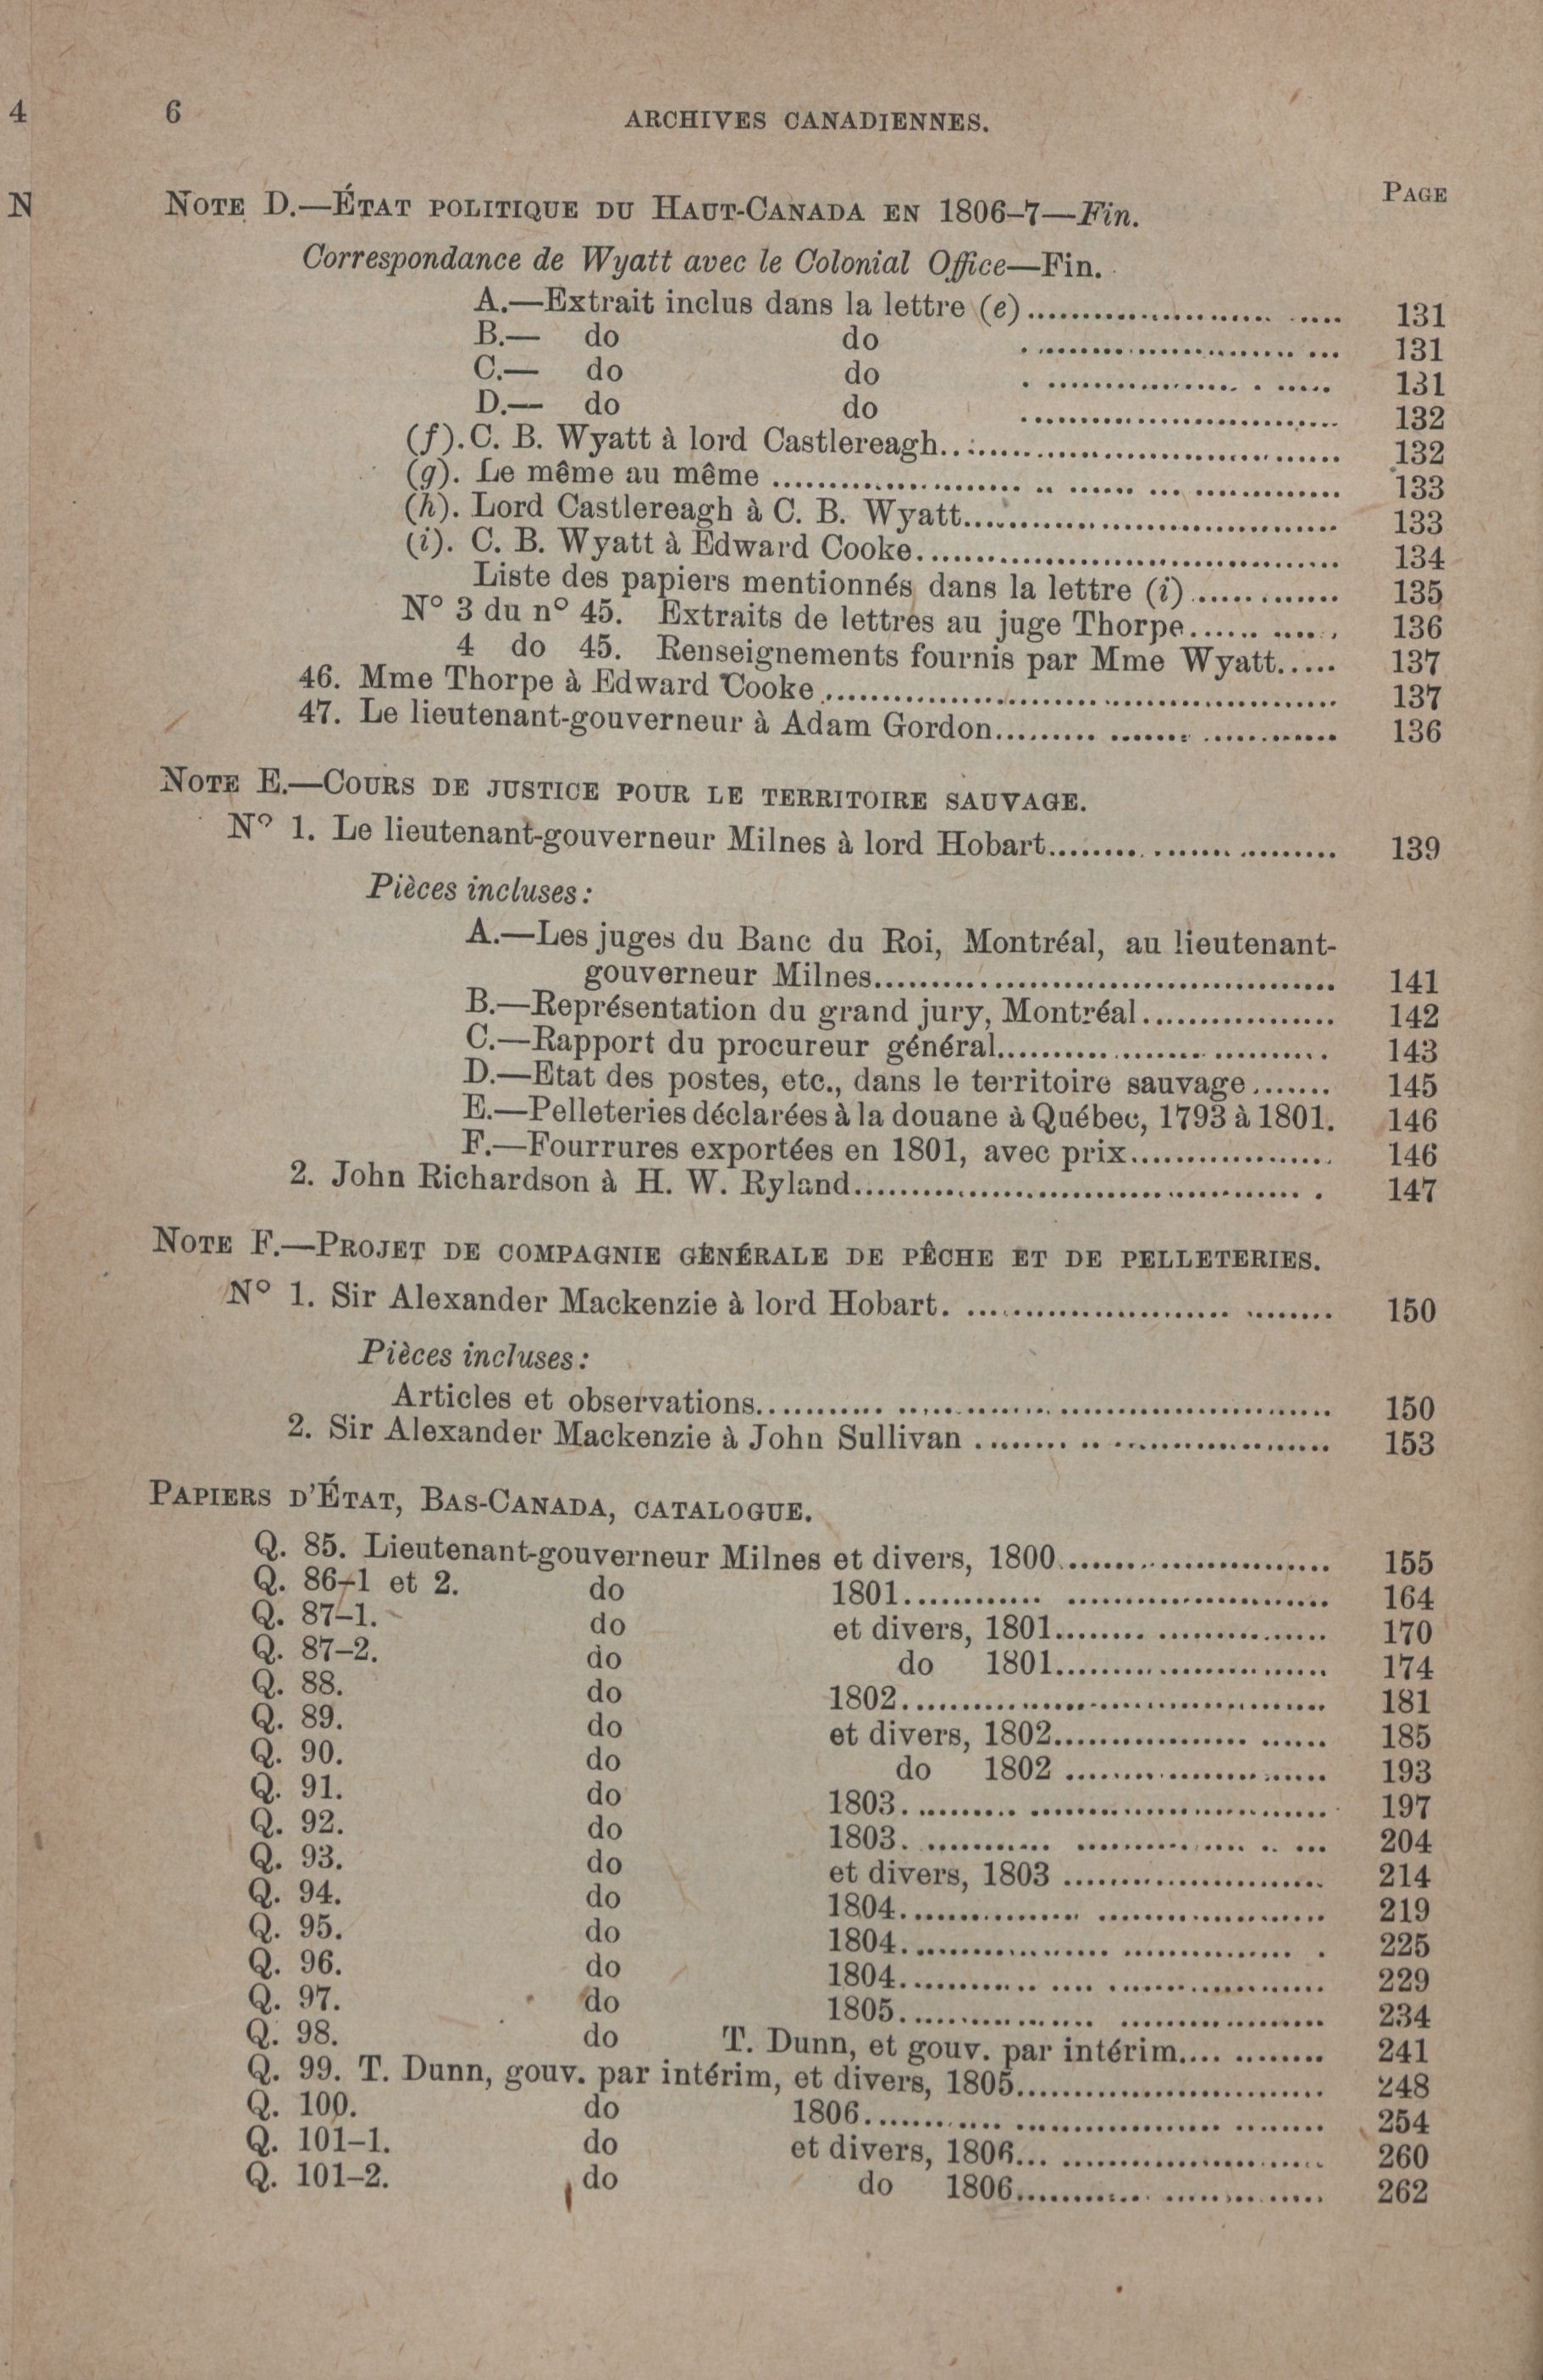 4
6 ARCHIVES CANADIENNES.
PAGE
N
NOTE D.—ÉTAT POLITIQUE DU HAUT-CANADA EN 1806-7—Fin.
Correspondance de Wyatt avec le Colonial Office—Fin.
A.—Extrait inclus dans la lettre (e) 131
B.— do do 131
C.— do do 131
D.— do do 132
(f). C. B. Wyatt à lord Castlereagh. 132
(g). Le même au même 133
(h). Lord Castlereagh à C. B. Wyatt. 133
(i). C. B. Wyatt à Edward Cooke. 134
Liste des papiers mentionnés dans la lettre (i) 135
N° 3 du n° 45. Extraits de lettres au juge Thorpe. 136
4 do 45. Renseignements fournis par Mme Wyatt. 137
46. Mme Thorpe à Edward Cooke 137
47. Le lieutenant-gouverneur à Adam Gordon. 136
NOTE E.—COURS DE JUSTICE POUR LE TERRITOIRE SAUVAGE.
N° 1. Le lieutenant-gouverneur Milnes à lord Hobart. 139
Pièces incluses:
A.—Les juges du Banc du Roi, Montréal, au lieutenant-
gouverneur Milnes. 141
B.—Représentation du grand jury, Montréal. 142
C.—Rapport du procureur général. 143
D.—Etat des postes, etc., dans le territoire sauvage. 145
E.—Pelleteries déclarées à la douane à Québec, 1793 à 1801. 146
F.—Fourrures exportées en 1801, avec prix. 146
2. John Richardson à H. W. Ryland. 147
NOTE F.—PROJET DE COMPAGNIE GÉNÉRALE DE PÊCHE ET DE PELLETERIES.
N° 1. Sir Alexander Mackenzie à lord Hobart. 150
Pièces incluses:
Articles et observations. 150
2. Sir Alexander Mackenzie à John Sullivan 153
PAPIERS D'ÉTAT, BAS-CANADA, CATALOGUE.
Q. 85. Lieutenant-gouverneur Milnes et divers, 1800. 155
Q. 86-1 et 2. do 1801. 164
Q. 87-1. do et divers, 1801. 170
Q. 87-2. do do 1801. 174
Q. 88. do 1802. 181
Q. 89. do et divers, 1802. 185
Q. 90. do do 1802 193
Q. 91. do 1803. 197
Q. 92. do 1803. 204
Q. 93. do et divers, 1803 214
Q. 94. do 1804. 219
Q. 95. do 1804. 225
Q. 96. do 1804. 229
Q. 97. do 1805. 234
Q. 98. do T. Dunn, et gouv. par intérim. 241
Q. 99. T. Dunn, gouv. par intérim, et divers, 1805. 248
Q. 100. do 1806. 254
Q. 101-1. do et divers, 1806. 260
Q. 101-2. do do 1806. 262